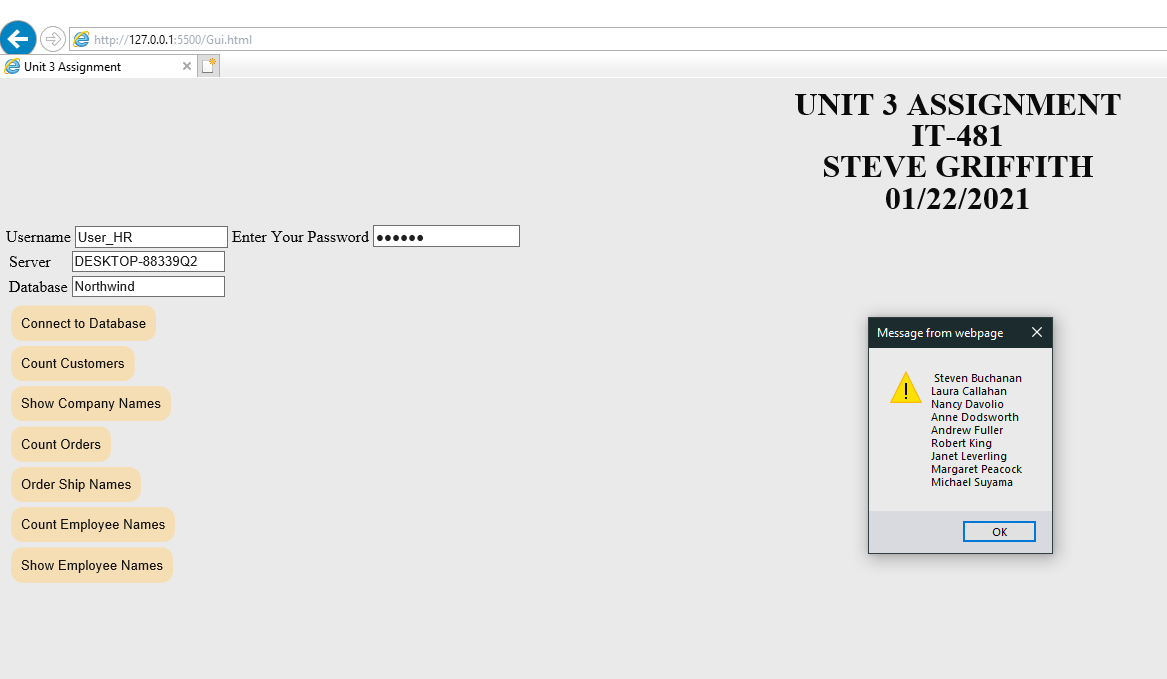 http://127.0.0.1:5500/Gui.html
Unit 3 Assignment
UNIT 3 ASSIGNMENT
IT-481
STEVE GRIFFITH
01/22/2021
Username User_HR Enter Your Password ●●●●●●
Server DESKTOP-88339Q2
Database Northwind
Connect to Database
Count Customers
Show Company Names
Count Orders
Order Ship Names
Count Employee Names
Show Employee Names
Message from webpage
Steven Buchanan
Laura Callahan
Nancy Davolio
Anne Dodsworth
Andrew Fuller
Robert King
Janet Leverling
Margaret Peacock
Michael Suyama
OK